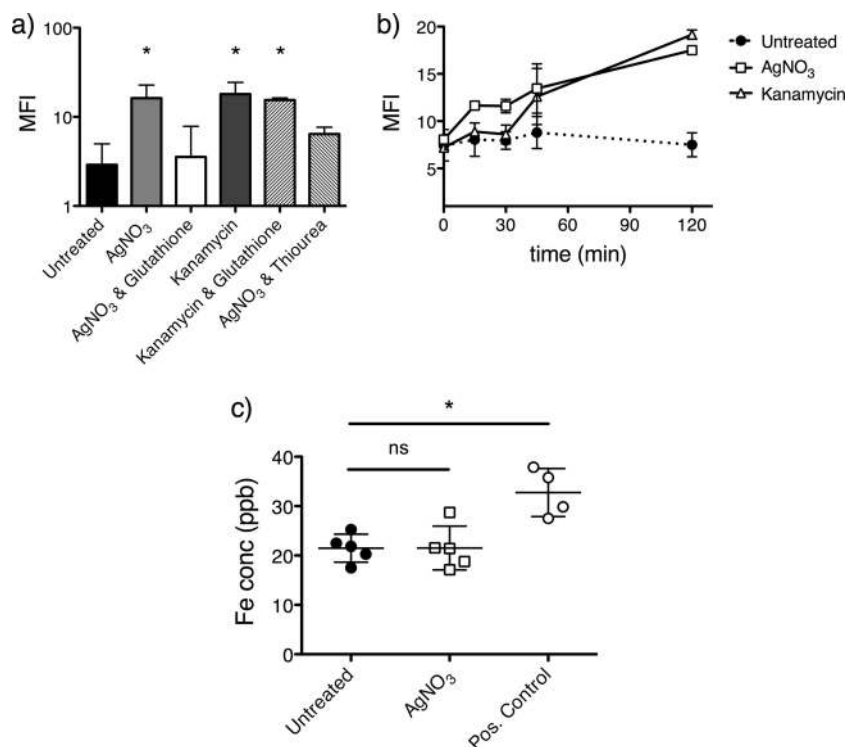 a)
MFI
100
10
1
*
*
*
Untreated
AgNO₃
AgNO₃ & Glutathione
Kanamycin
Kanamycin & Glutathione
AgNO₃ & Thiourea
b)
MFI
20
15
10
5
0
30
60
90
120
time (min)
Untreated
AgNO₃
Kanamycin
c)
*
ns
Fe conc (ppb)
40
30
20
10
0
Untreated
AgNO₃
Pos. Control